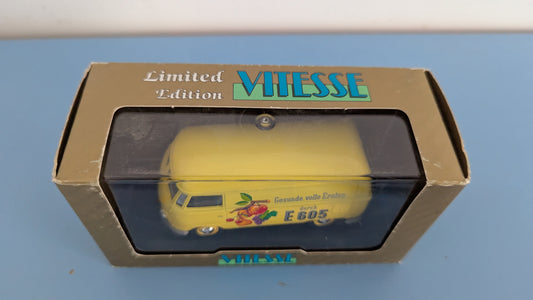 Limited
Edition
VITESSE
Gesunde, volle Ernten
durch
E 605
VITESSE